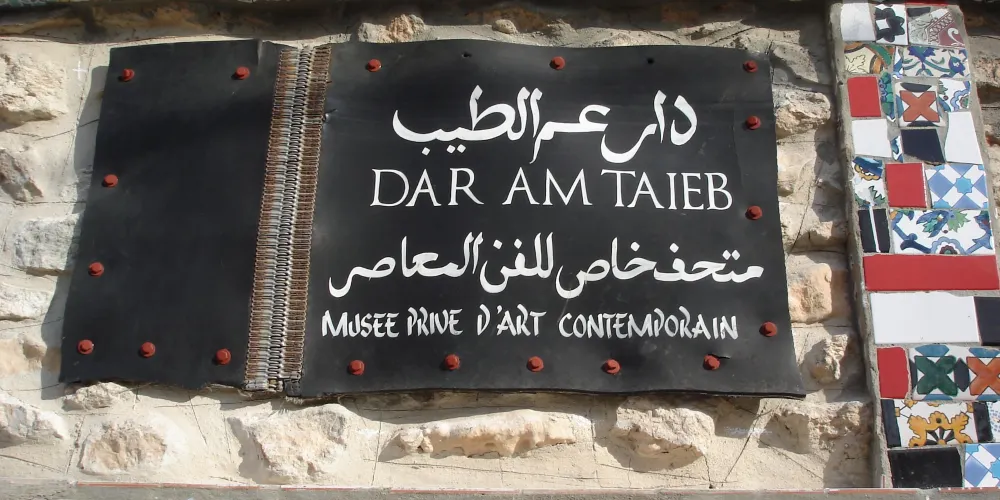 دار عم الطيب
DAR AM TAIEB
متحف خاص للفن المعاصر
MUSEE PRIVE D'ART CONTEMPORAIN